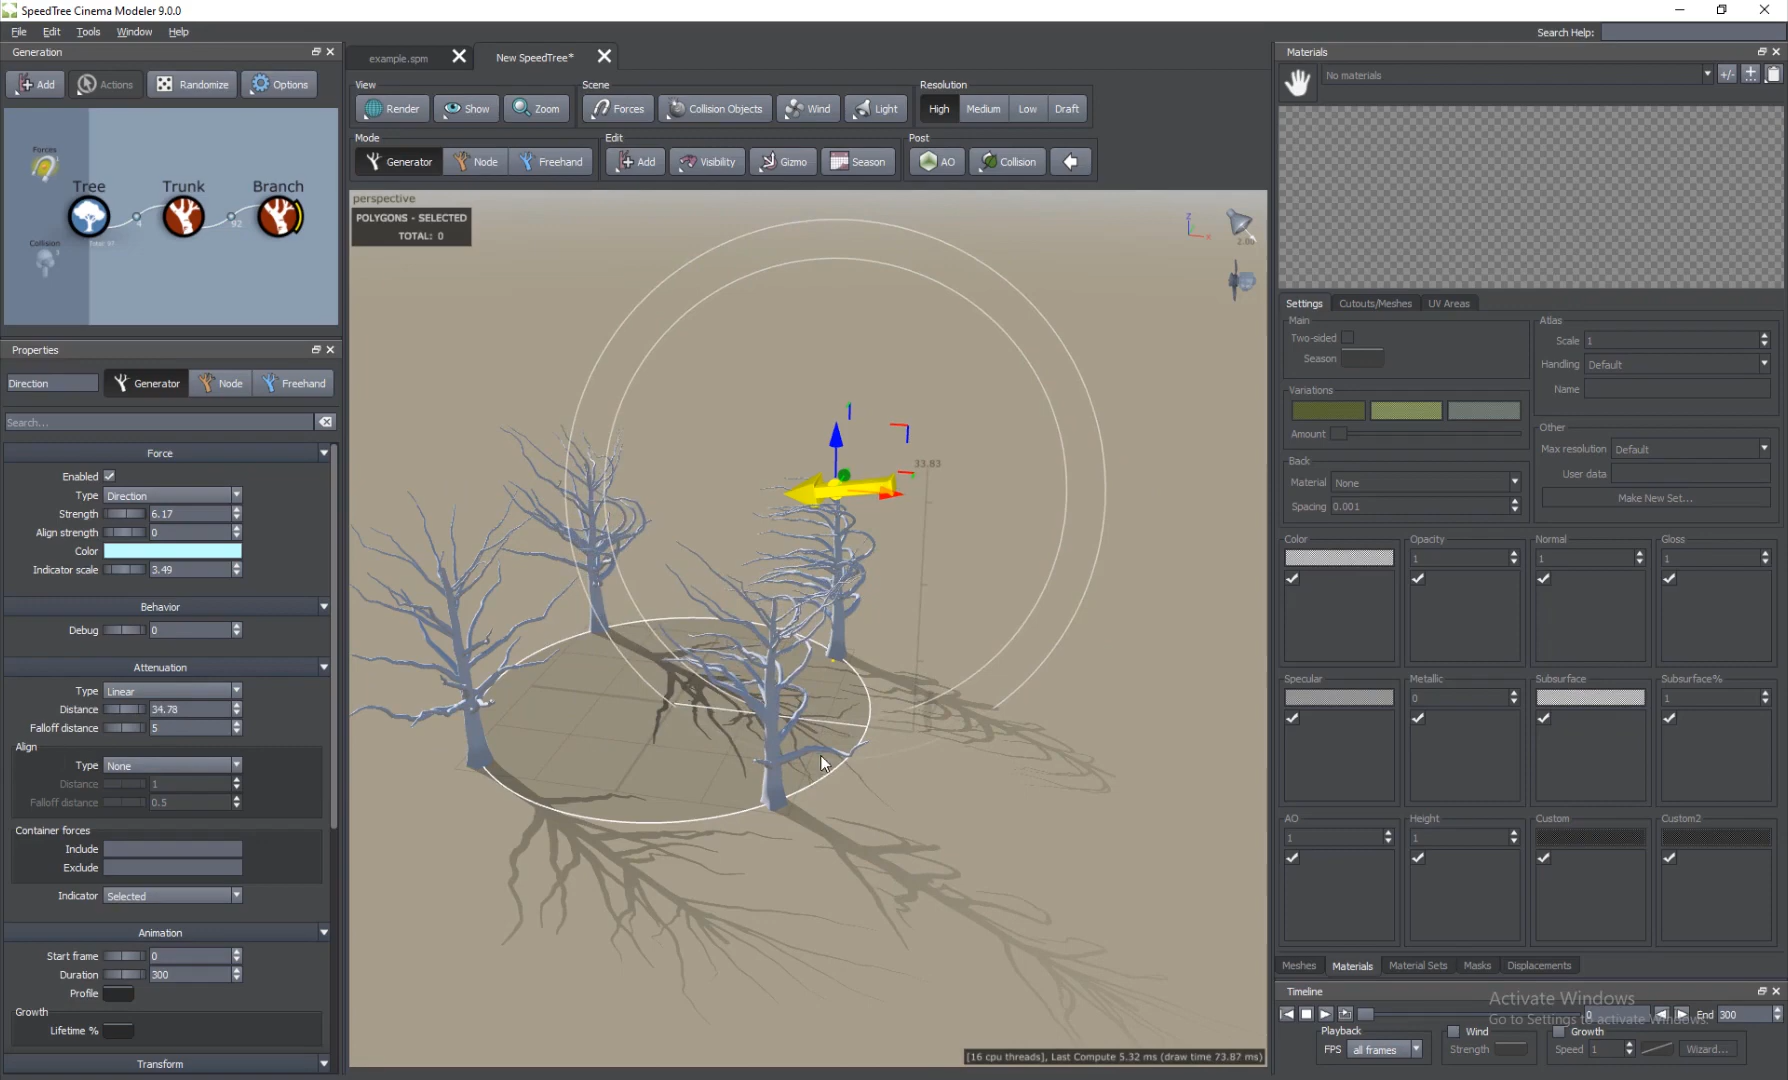 SpeedTree Cinema Modeler 9.0.0
File Edit Tools Window Help
Search Help:
Generation
Add Actions Randomize Options
Forces
Tree Trunk Branch
4 92
Collision
Properties
Direction Generator Node Freehand
Search...
Force
Enabled
Type Direction
Strength 6.17
Align strength 0
Color
Indicator scale 3.49
Behavior
Debug 0
Attenuation
Type Linear
Distance 34.78
Falloff distance 5
Align
Type None
Distance 1
Falloff distance 0.5
Container forces
Include
Exclude
Indicator Selected
Animation
Start frame 0
Duration 300
Profile
Growth
Lifetime %
Transform
example.spm New SpeedTree*
View Scene Resolution
Render Show Zoom Forces Collision Objects Wind Light High Medium Low Draft
Mode Edit Post
Generator Node Freehand Add Visibility Gizmo Season AO Collision
perspective
POLYGONS - SELECTED
TOTAL: 0
z
x
2.00
33.83
[16 cpu threads], Last Compute 5.32 ms (draw time 73.87 ms)
Materials
No materials
+/-
Settings Cutouts/Meshes UV Areas
Main
Two-sided
Season
Variations
Amount
Back
Material None
Spacing 0.001
Atlas
Scale 1
Handling Default
Name
Other
Max resolution Default
User data
Make New Set...
Color Opacity Normal Gloss
1 1 1
Specular Metallic Subsurface Subsurface%
0 1
AO Height Custom Custom2
1 1
Meshes Materials Material Sets Masks Displacements
Timeline
Activate Windows
Go to Settings to activate Windows.
0 End 300
Playback Wind Growth
FPS all frames Strength Speed 1 Wizard...